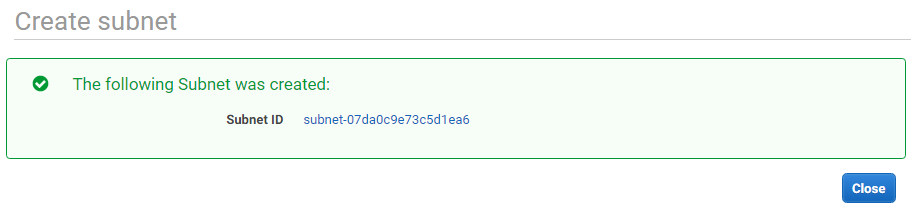 Create subnet
The following Subnet was created:
Subnet ID subnet-07da0c9e73c5d1ea6
Close